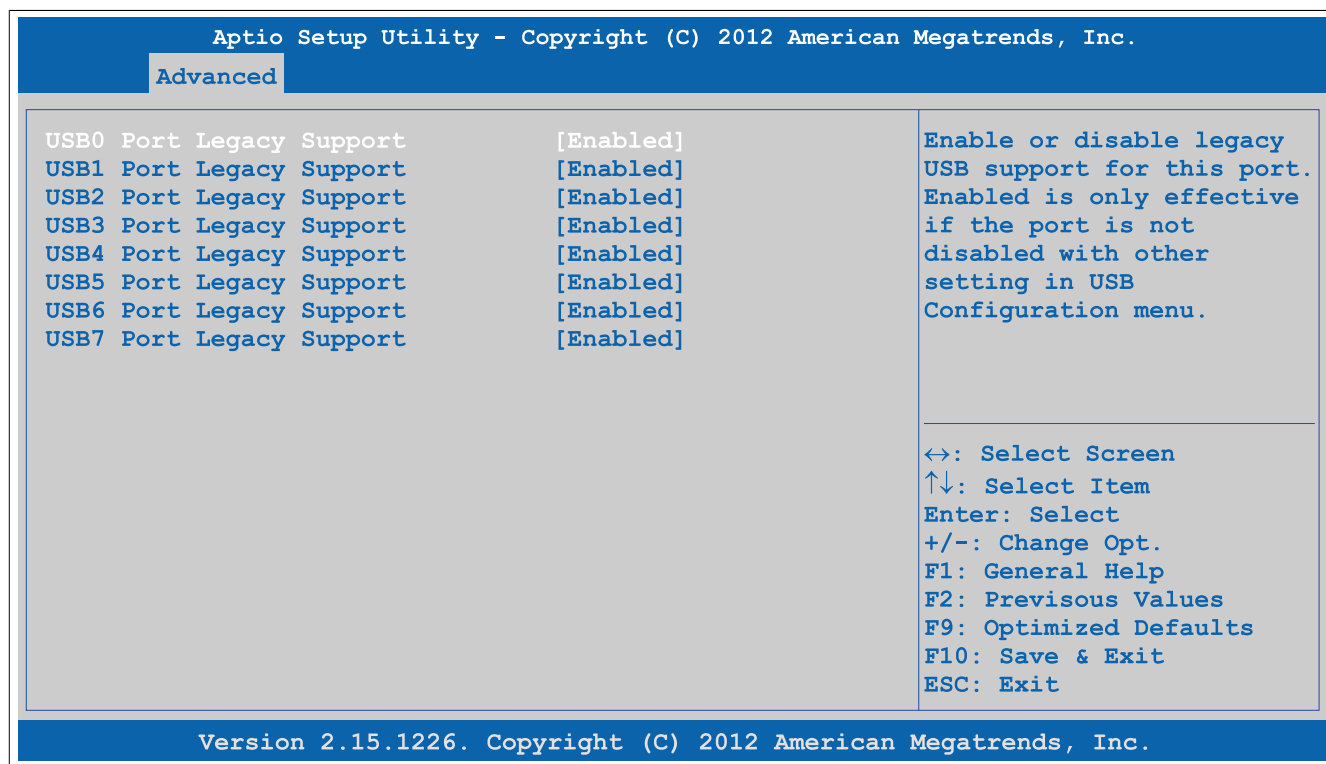 Aptio Setup Utility - Copyright (C) 2012 American Megatrends, Inc.
Advanced
USB0 Port Legacy Support [Enabled]
USB1 Port Legacy Support [Enabled]
USB2 Port Legacy Support [Enabled]
USB3 Port Legacy Support [Enabled]
USB4 Port Legacy Support [Enabled]
USB5 Port Legacy Support [Enabled]
USB6 Port Legacy Support [Enabled]
USB7 Port Legacy Support [Enabled]
Enable or disable legacy
USB support for this port.
Enabled is only effective
if the port is not
disabled with other
setting in USB
Configuration menu.
↔: Select Screen
↑↓: Select Item
Enter: Select
+/-: Change Opt.
F1: General Help
F2: Previsous Values
F9: Optimized Defaults
F10: Save & Exit
ESC: Exit
Version 2.15.1226. Copyright (C) 2012 American Megatrends, Inc.